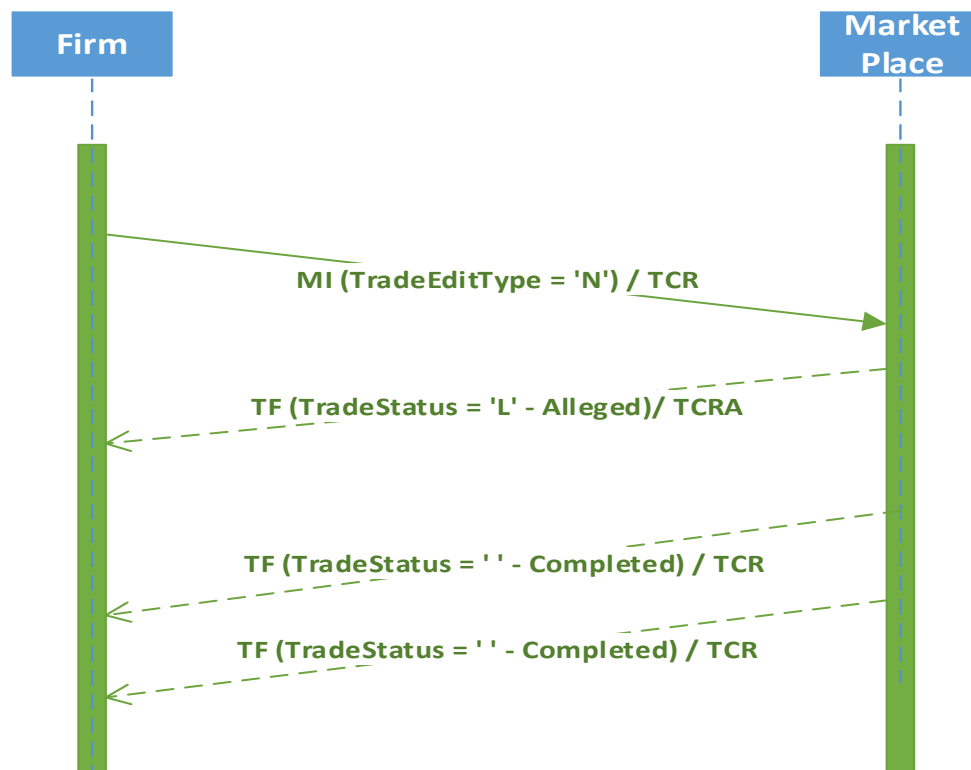 Firm
Market
Place
MI (TradeEditType = 'N') / TCR
TF (TradeStatus = 'L' - Alleged)/ TCRA
TF (TradeStatus = ' ' - Completed) / TCR
TF (TradeStatus = ' ' - Completed) / TCR